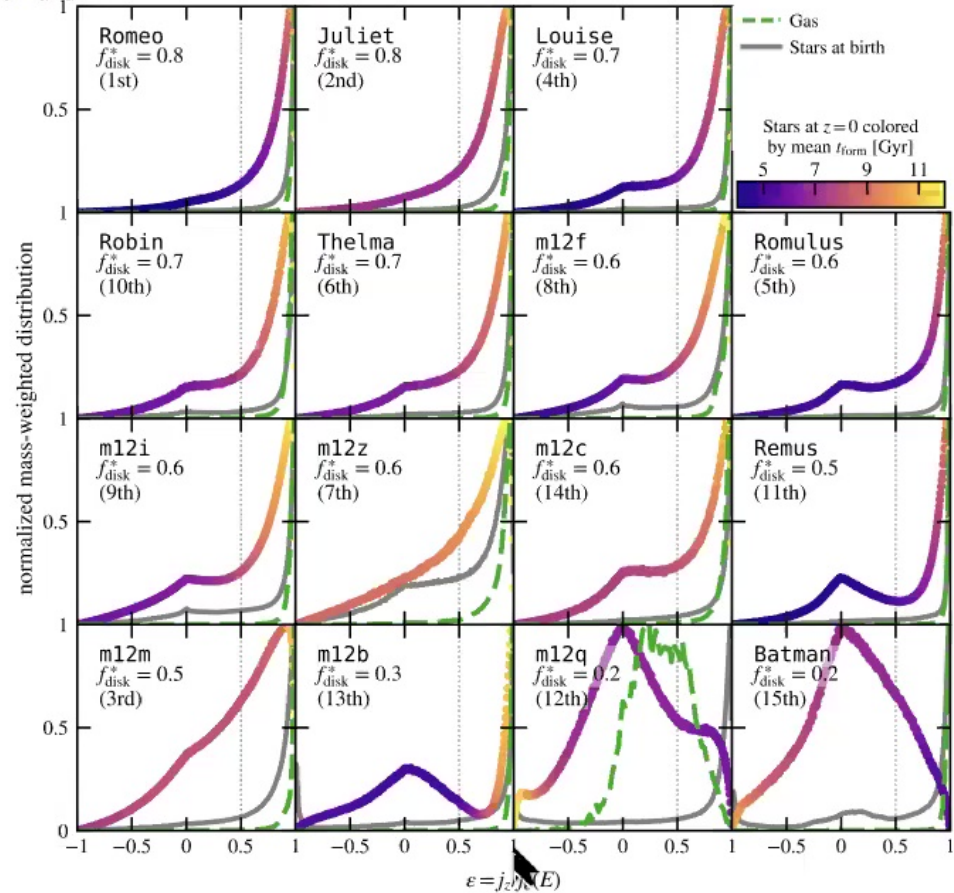 Romeo
f*disk = 0.8
(1st)
Juliet
f*disk = 0.8
(2nd)
Louise
f*disk = 0.7
(4th)
Gas
Stars at birth
Stars at z = 0 colored
by mean tform [Gyr]
5 7 9 11
1
0.5
1
Robin
f*disk = 0.7
(10th)
Thelma
f*disk = 0.7
(6th)
m12f
f*disk = 0.6
(8th)
Romulus
f*disk = 0.6
(5th)
0.5
1
normalized mass-weighted distribution
m12i
f*disk = 0.6
(9th)
m12z
f*disk = 0.6
(7th)
m12c
f*disk = 0.6
(14th)
Remus
f*disk = 0.5
(11th)
0.5
1
m12m
f*disk = 0.5
(3rd)
m12b
f*disk = 0.3
(13th)
m12q
f*disk = 0.2
(12th)
Batman
f*disk = 0.2
(15th)
0.5
0
−1 −0.5 0 0.5 1 −0.5 0 0.5 1 −0.5 0 0.5 1 −0.5 0 0.5 1
ε = jz/ (E)